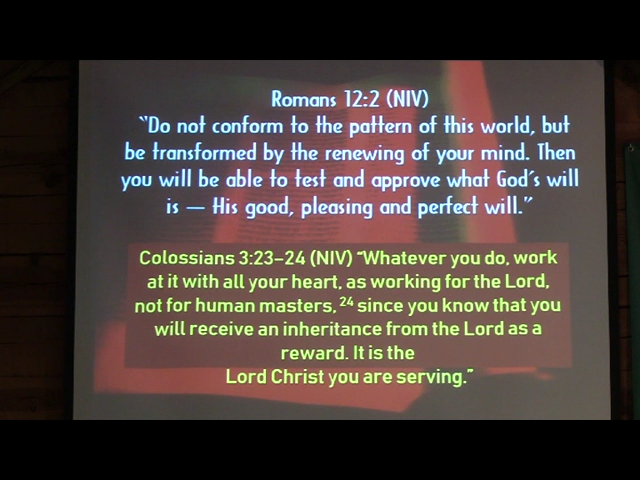 Romans 12:2 (NIV)
“Do not conform to the pattern of this world, but
be transformed by the renewing of your mind. Then
you will be able to test and approve what God's will
is — His good, pleasing and perfect will.”
Colossians 3:23–24 (NIV) “Whatever you do, work
at it with all your heart, as working for the Lord,
not for human masters, ²⁴ since you know that you
will receive an inheritance from the Lord as a
reward. It is the
Lord Christ you are serving.”